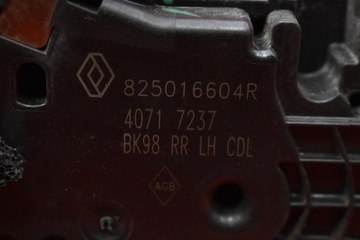 825016604R
4071 7237
BK98 RR LH CDL
AGB